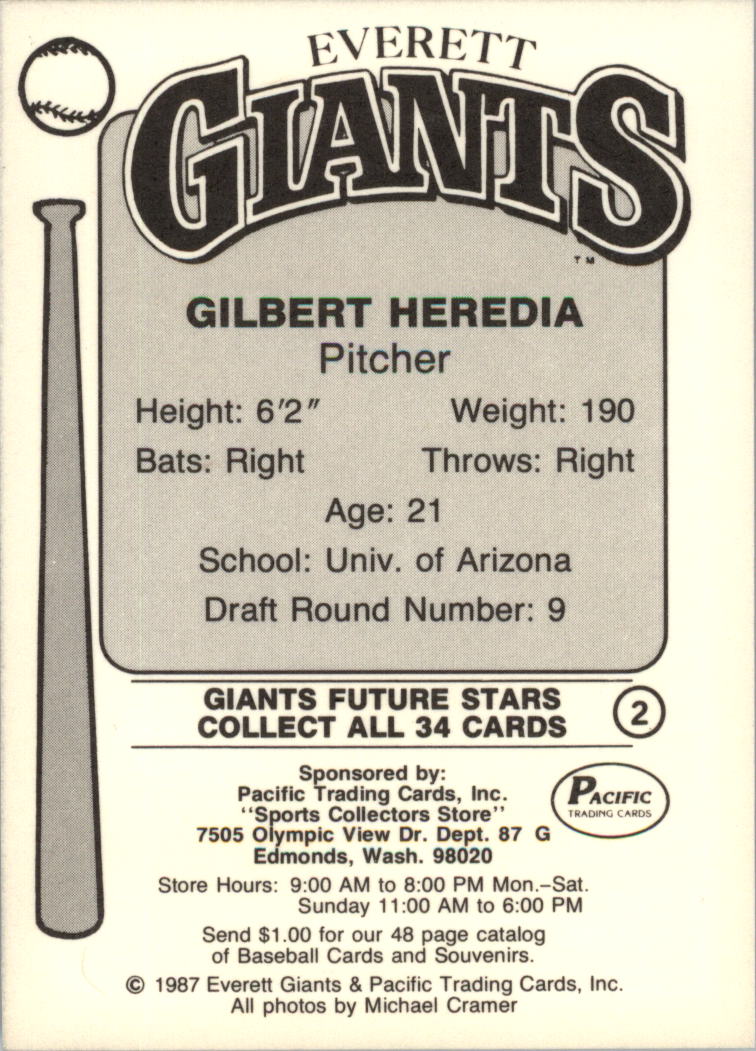 EVERETT
GIANTS
TM
GILBERT HEREDIA
Pitcher
Height: 6'2" Weight: 190
Bats: Right Throws: Right
Age: 21
School: Univ. of Arizona
Draft Round Number: 9
GIANTS FUTURE STARS
COLLECT ALL 34 CARDS
2
Sponsored by:
Pacific Trading Cards, Inc.
"Sports Collectors Store"
7505 Olympic View Dr. Dept. 87 G
Edmonds, Wash. 98020
PACIFIC
TRADING CARDS
Store Hours: 9:00 AM to 8:00 PM Mon.–Sat.
Sunday 11:00 AM to 6:00 PM
Send $1.00 for our 48 page catalog
of Baseball Cards and Souvenirs.
© 1987 Everett Giants & Pacific Trading Cards, Inc.
All photos by Michael Cramer